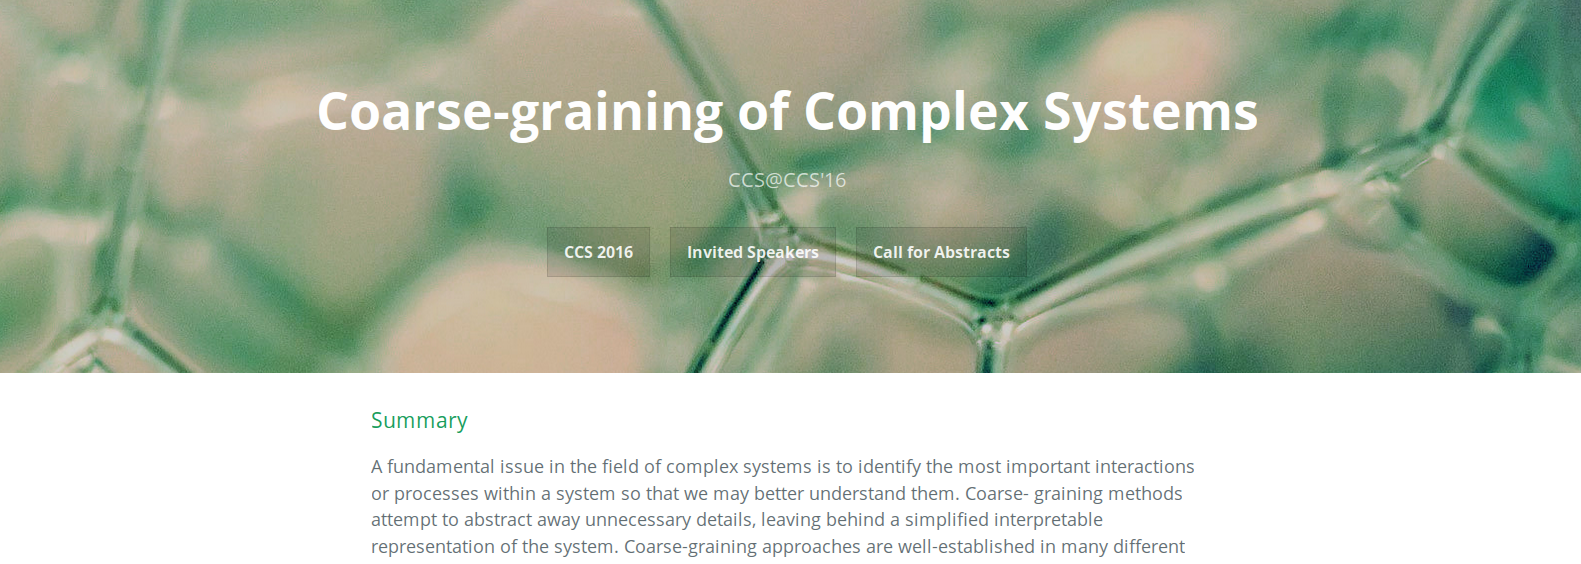 Coarse-graining of Complex Systems
CCS@CCS'16
CCS 2016 Invited Speakers Call for Abstracts
Summary
A fundamental issue in the field of complex systems is to identify the most important interactions
or processes within a system so that we may better understand them. Coarse- graining methods
attempt to abstract away unnecessary details, leaving behind a simplified interpretable
representation of the system. Coarse-graining approaches are well-established in many different